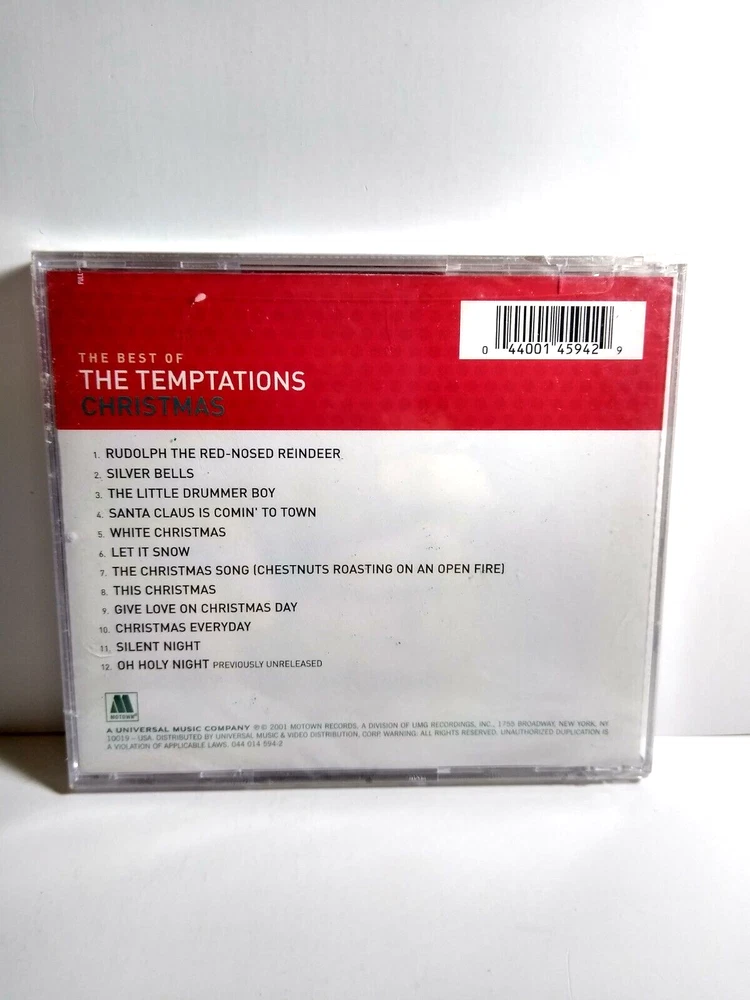 PULL
THE BEST OF
THE TEMPTATIONS
CHRISTMAS
0 44001 45942 9
1. RUDOLPH THE RED-NOSED REINDEER
2. SILVER BELLS
3. THE LITTLE DRUMMER BOY
4. SANTA CLAUS IS COMIN' TO TOWN
5. WHITE CHRISTMAS
6. LET IT SNOW
7. THE CHRISTMAS SONG (CHESTNUTS ROASTING ON AN OPEN FIRE)
8. THIS CHRISTMAS
9. GIVE LOVE ON CHRISTMAS DAY
10. CHRISTMAS EVERYDAY
11. SILENT NIGHT
12. OH HOLY NIGHT PREVIOUSLY UNRELEASED
MOTOWN®
A UNIVERSAL MUSIC COMPANY ℗© 2001 MOTOWN RECORDS, A DIVISION OF UMG RECORDINGS, INC., 1755 BROADWAY, NEW YORK, NY
10019 – USA. DISTRIBUTED BY UNIVERSAL MUSIC & VIDEO DISTRIBUTION, CORP. WARNING: ALL RIGHTS RESERVED. UNAUTHORIZED DUPLICATION IS
A VIOLATION OF APPLICABLE LAWS. 044 014 594-2